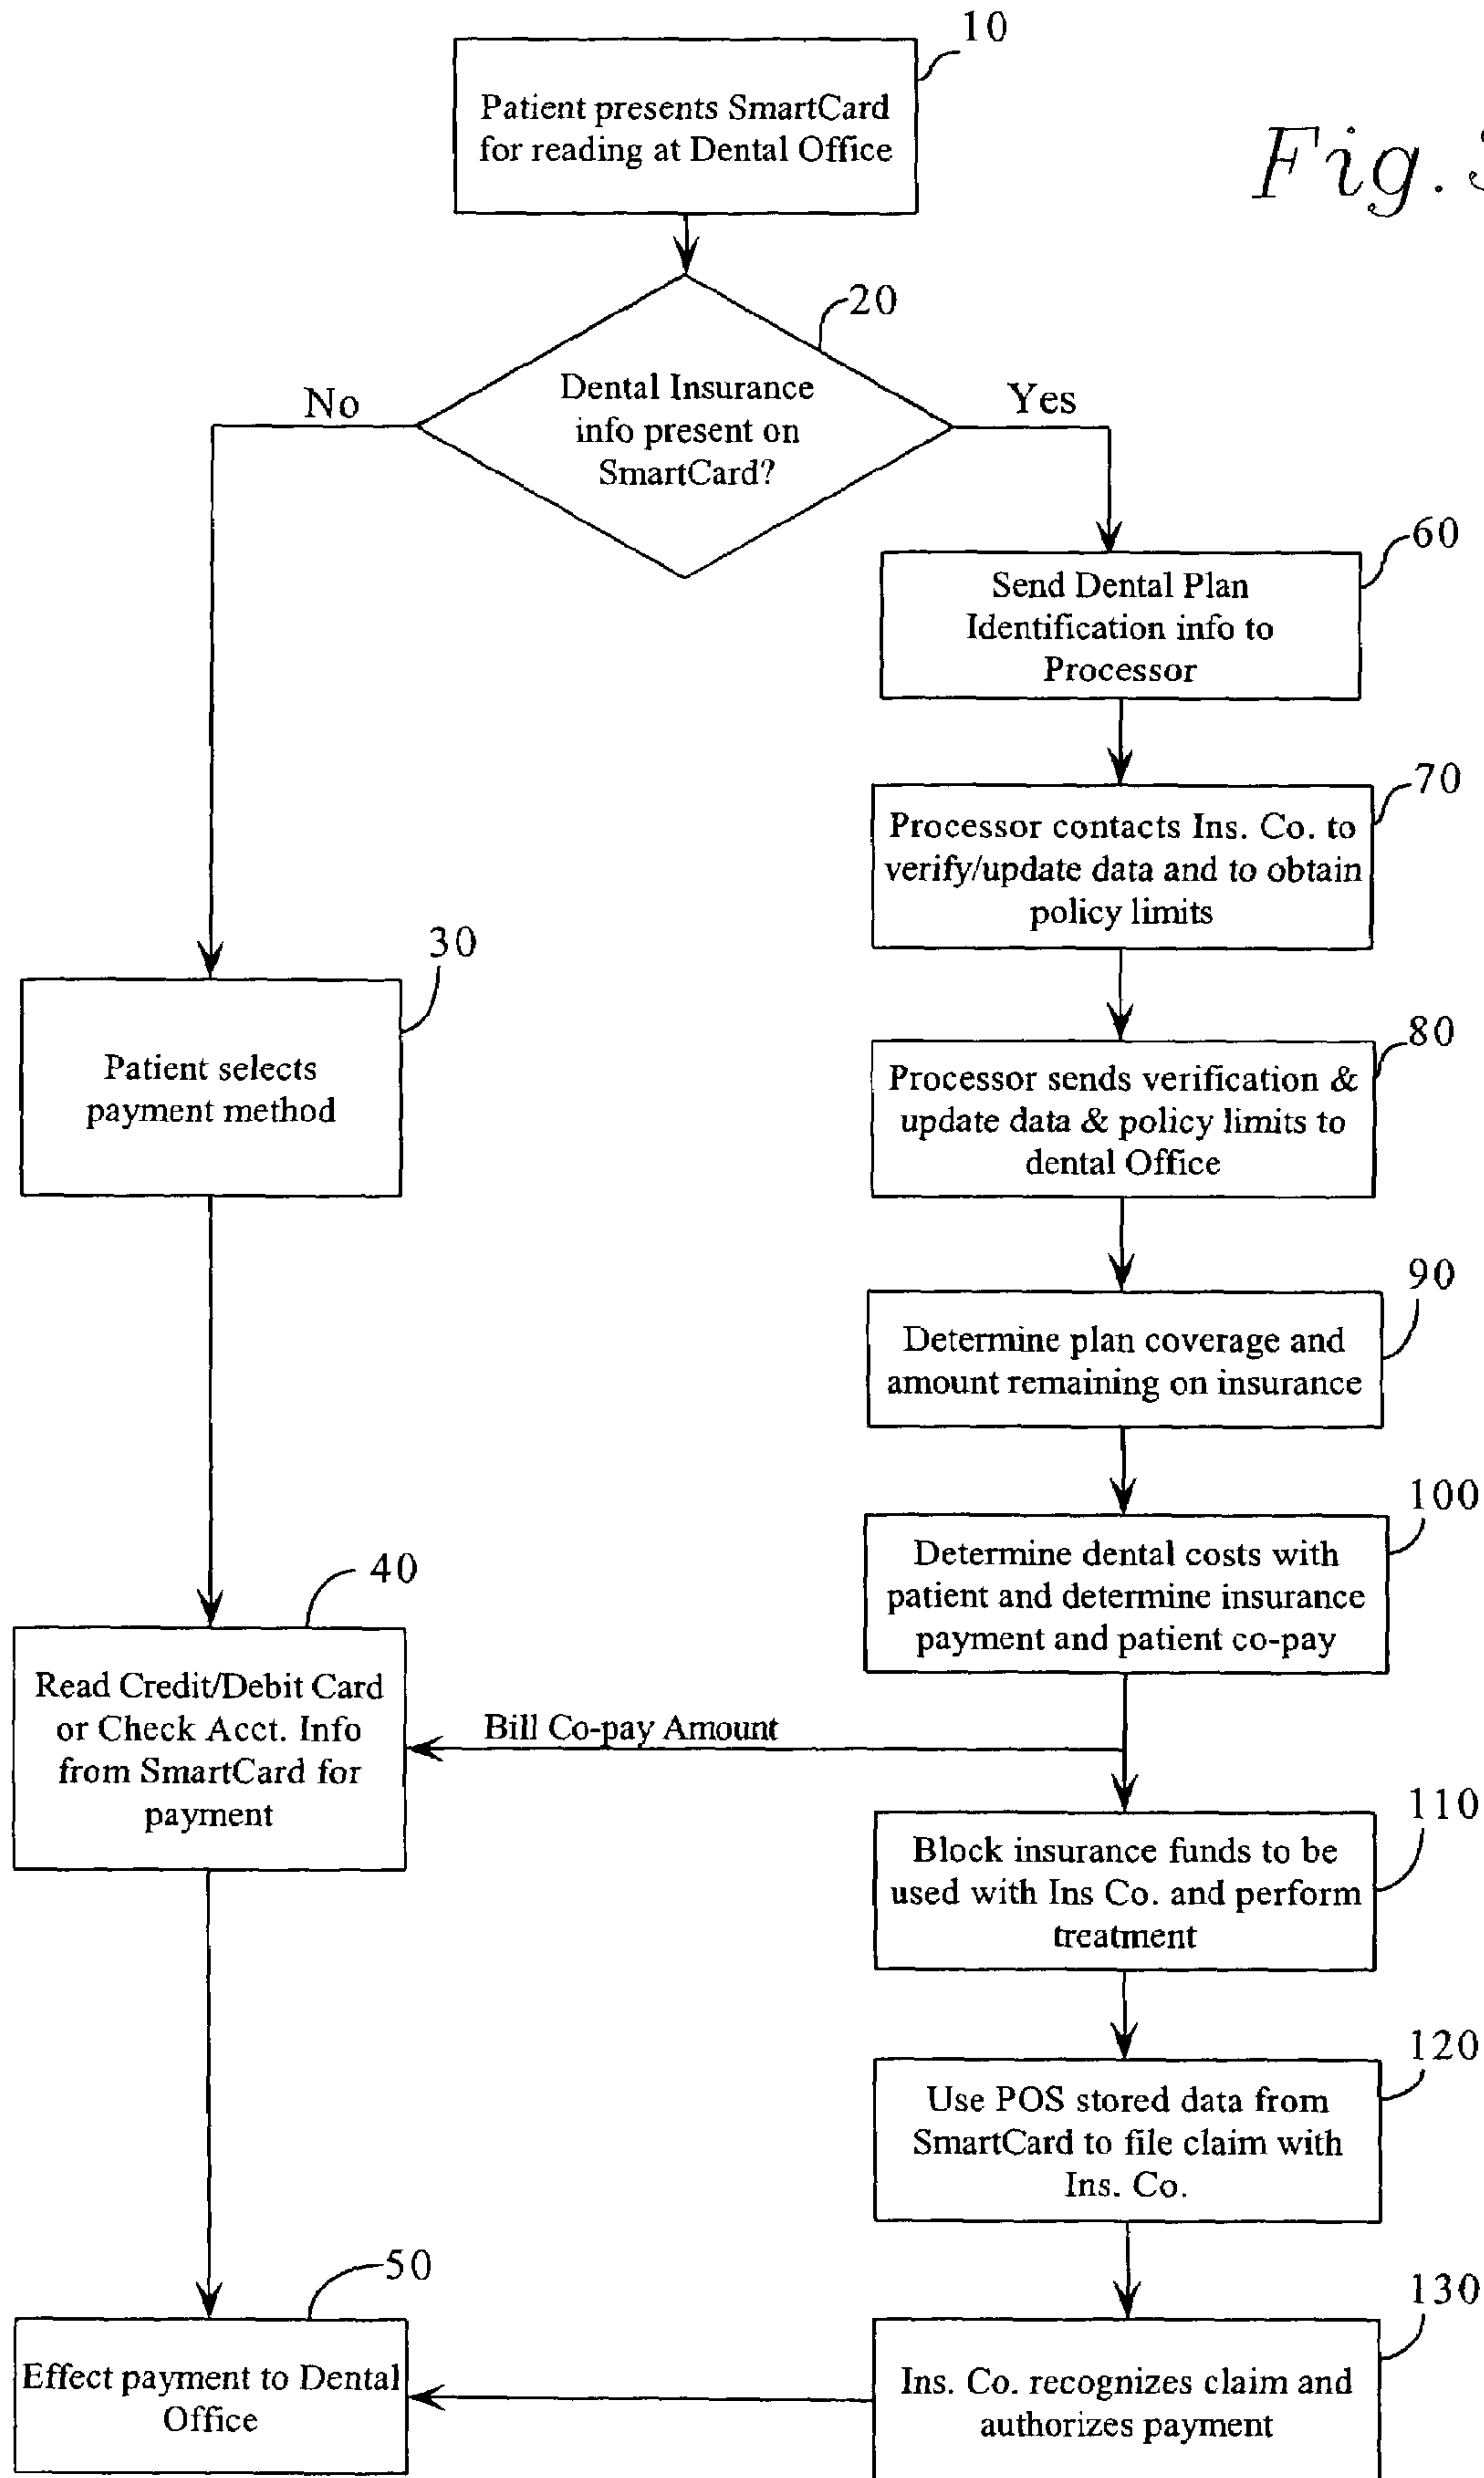 10
Patient presents SmartCard
for reading at Dental Office
Fig.
20
Dental Insurance
info present on
SmartCard?
No
Yes
60
Send Dental Plan
Identification info to
Processor
70
Processor contacts Ins. Co. to
verify/update data and to obtain
policy limits
30
Patient selects
payment method
80
Processor sends verification &
update data & policy limits to
dental Office
90
Determine plan coverage and
amount remaining on insurance
100
Determine dental costs with
patient and determine insurance
payment and patient co-pay
40
Read Credit/Debit Card
or Check Acct. Info
from SmartCard for
payment
Bill Co-pay Amount
110
Block insurance funds to be
used with Ins Co. and perform
treatment
120
Use POS stored data from
SmartCard to file claim with
Ins. Co.
50
Effect payment to Dental
Office
130
Ins. Co. recognizes claim and
authorizes payment